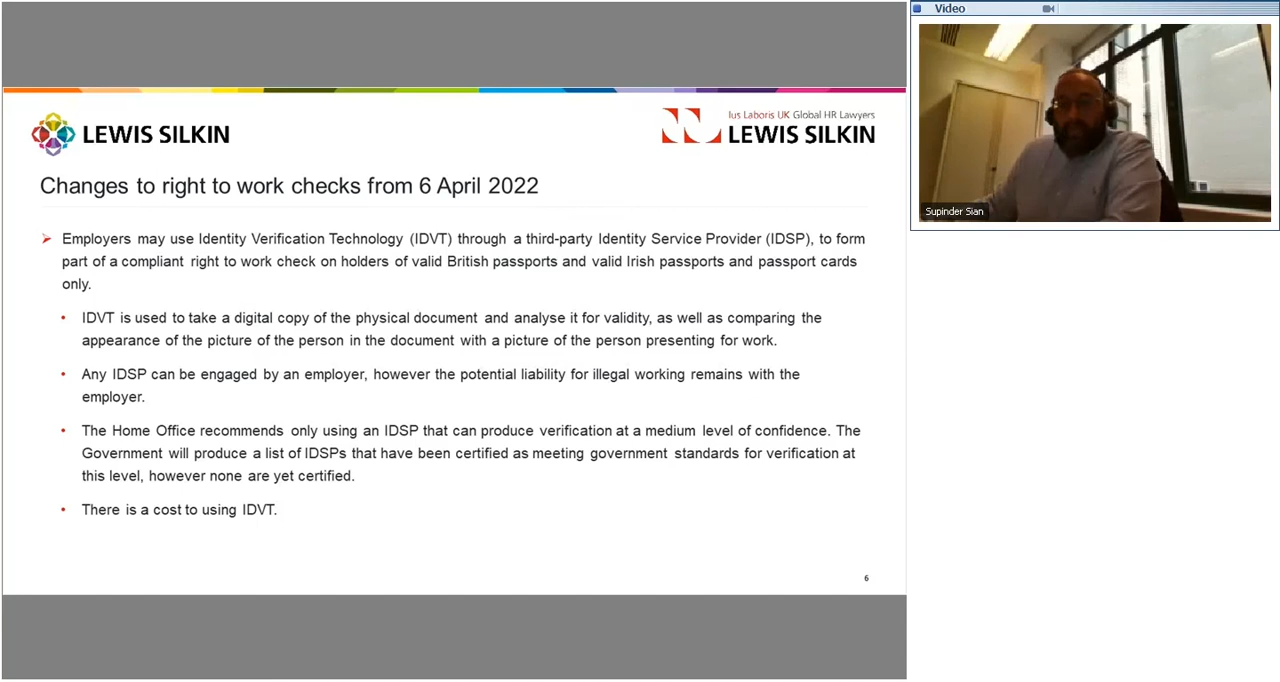 Video
LEWIS SILKIN
Ius Laboris UK Global HR Lawyers
LEWIS SILKIN
Changes to right to work checks from 6 April 2022
Employers may use Identity Verification Technology (IDVT) through a third-party Identity Service Provider (IDSP), to form
part of a compliant right to work check on holders of valid British passports and valid Irish passports and passport cards
only.
IDVT is used to take a digital copy of the physical document and analyse it for validity, as well as comparing the
appearance of the picture of the person in the document with a picture of the person presenting for work.
Any IDSP can be engaged by an employer, however the potential liability for illegal working remains with the
employer.
The Home Office recommends only using an IDSP that can produce verification at a medium level of confidence. The
Government will produce a list of IDSPs that have been certified as meeting government standards for verification at
this level, however none are yet certified.
There is a cost to using IDVT.
6
Supinder Sian